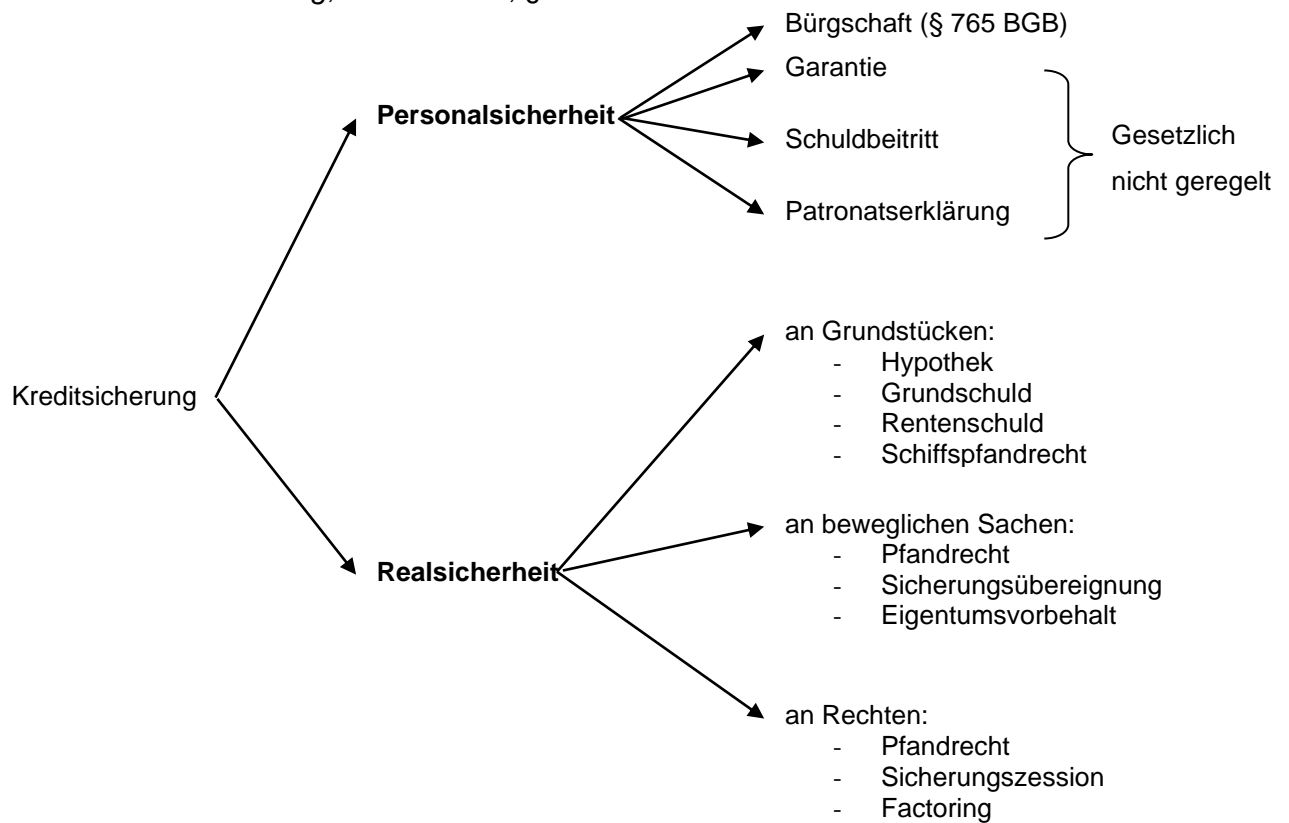 Bürgschaft (§ 765 BGB)
Garantie
Personalsicherheit
Schuldbeitritt
Patronatserklärung
Gesetzlich
nicht geregelt
Kreditsicherung
an Grundstücken:
- Hypothek
- Grundschuld
- Rentenschuld
- Schiffspfandrecht
Realsicherheit
an beweglichen Sachen:
- Pfandrecht
- Sicherungsübereignung
- Eigentumsvorbehalt
an Rechten:
- Pfandrecht
- Sicherungszession
- Factoring